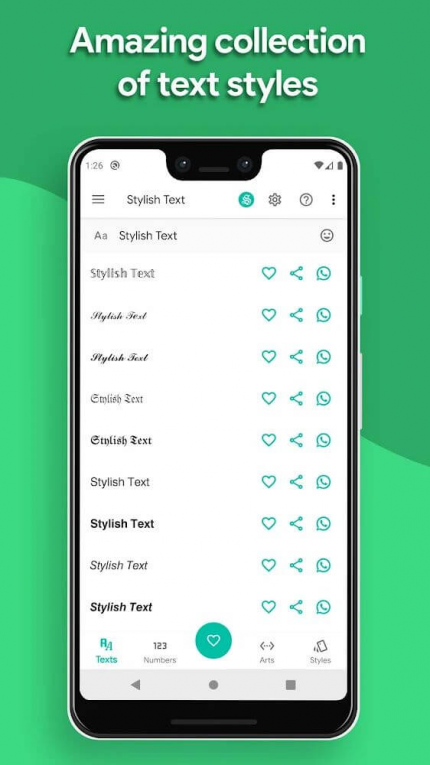 Amazing collection
of text styles
1:26
Stylish Text
Aa Stylish Text
𝕊𝕥𝕪𝕝𝕚𝕤𝕙 𝕋𝕖𝕩𝕥
𝒮𝓉𝓎𝓁𝒾𝓈𝒽 𝒯ℯ𝓍𝓉
𝓢𝓽𝔂𝓵𝓲𝓼𝓱 𝓣𝓮𝔁𝓽
𝔖𝔱𝔶𝔩𝔦𝔰𝔥 𝔗𝔢𝔵𝔱
𝕾𝖙𝖞𝖑𝖎𝖘𝖍 𝕿𝖊𝖝𝖙
Stylish Text
Stylish Text
Stylish Text
Stylish Text
123
Texts Numbers Arts Styles